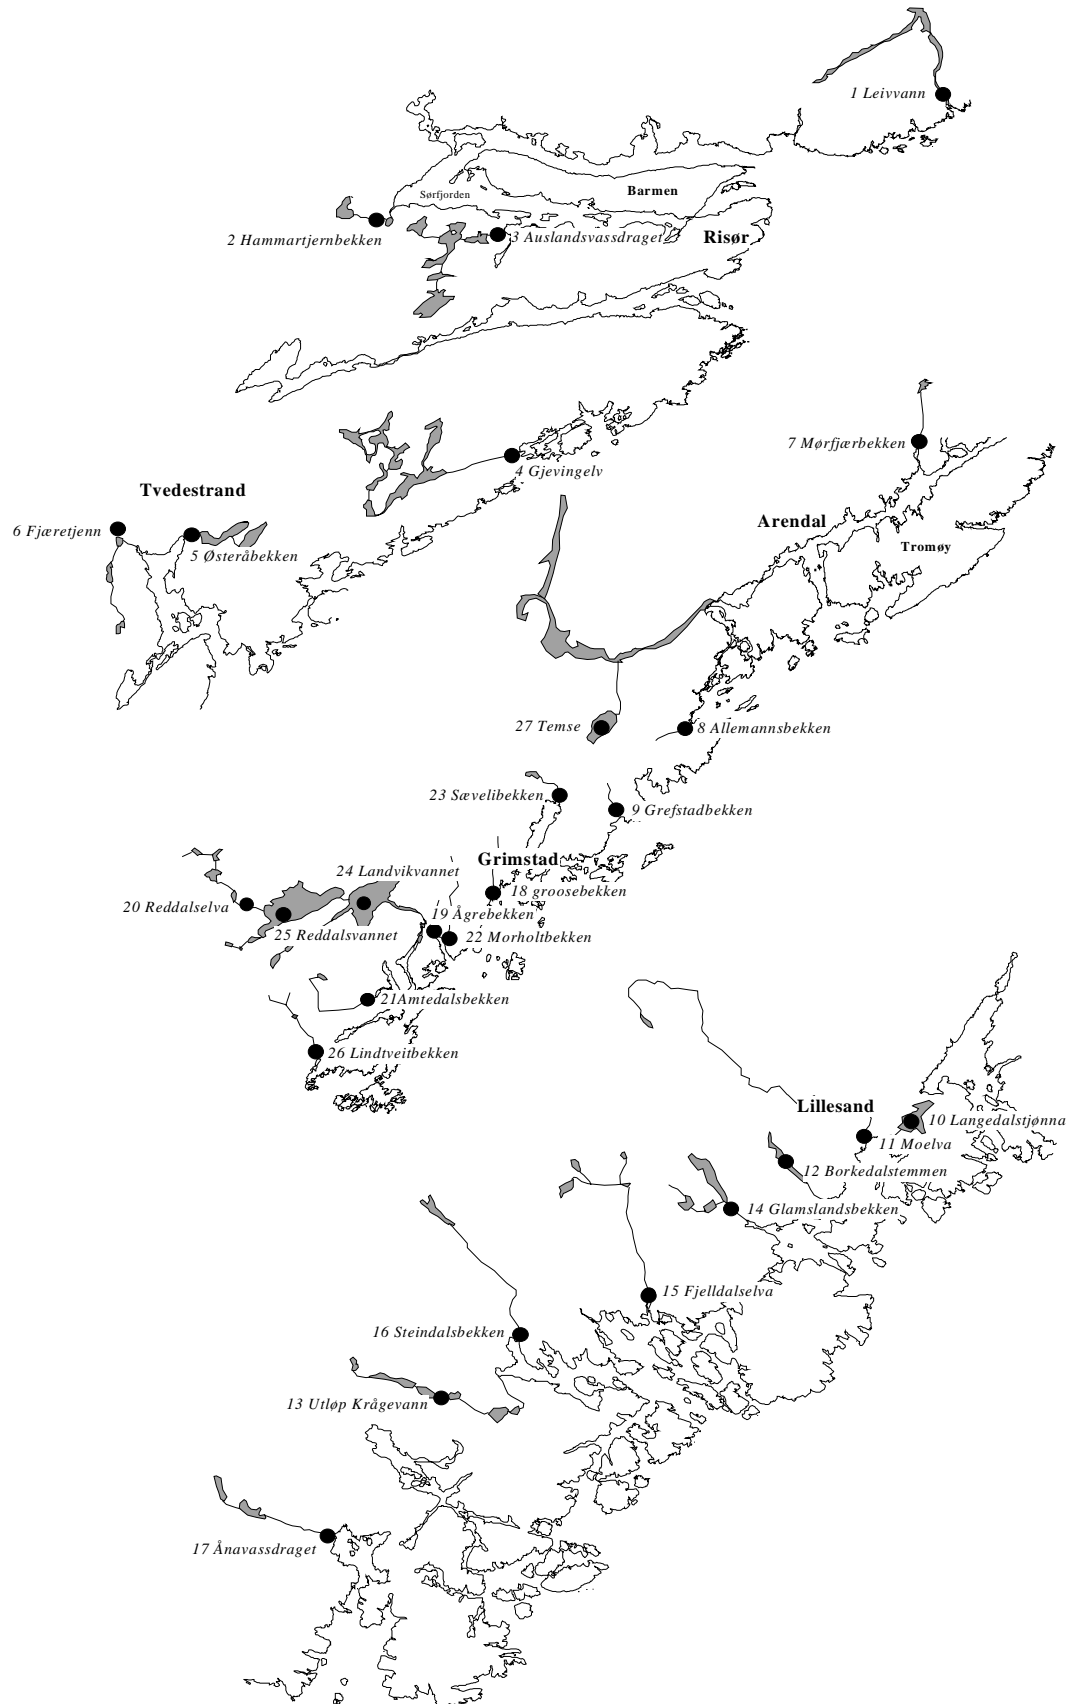 1 Leivvann
Barmen
Sørfjorden
2 Hammartjernbekken
3 Auslandsvassdraget
Risør
7 Mørfjærbekken
4 Gjevingelv
Tvedestrand
Arendal
6 Fjæretjenn
5 Østeråbekken
Tromøy
27 Temse
8 Allemannsbekken
23 Sævelibekken
9 Grefstadbekken
Grimstad
24 Landvikvannet
18 groosebekken
20 Reddalselva
19 Ågrebekken
25 Reddalsvannet
22 Morholtbekken
21Amtedalsbekken
26 Lindtveitbekken
Lillesand
10 Langedalstjønna
11 Moelva
12 Borkedalstemmen
14 Glamslandsbekken
15 Fjelldalselva
16 Steindalsbekken
13 Utløp Krågevann
17 Ånavassdraget